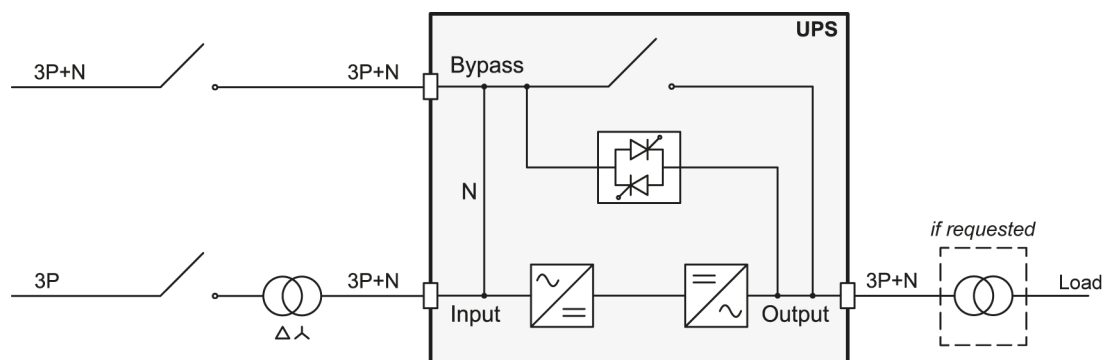 UPS
3P+N
3P+N
Bypass
N
if requested
3P
3P+N
Input
Output
3P+N
Load